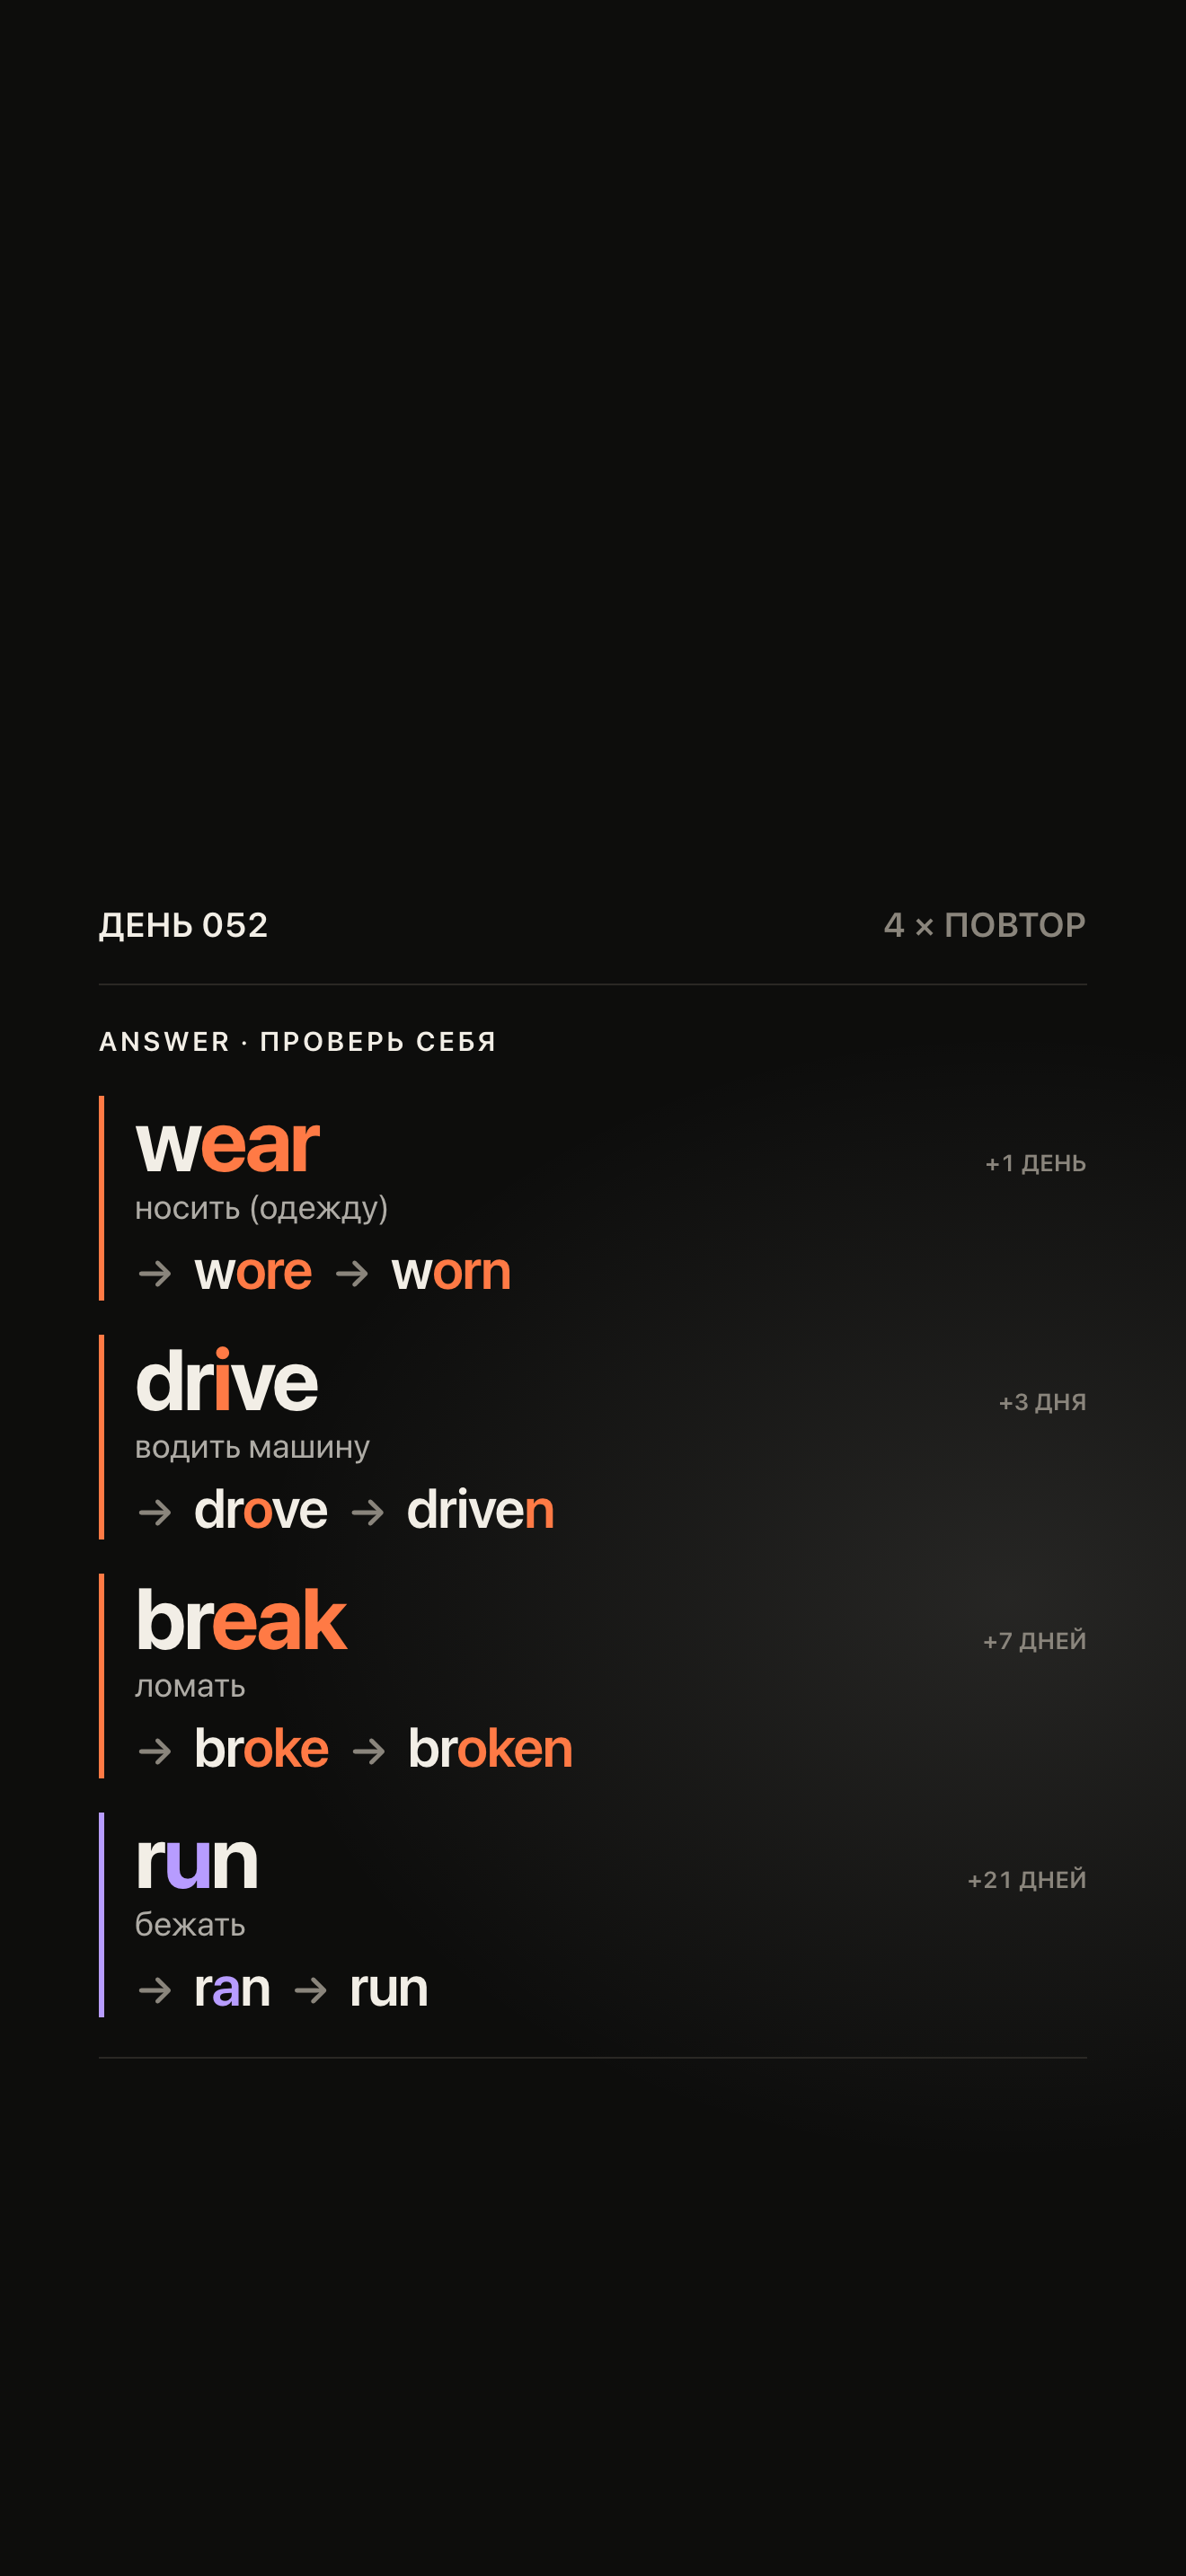 ДЕНЬ 052
4 × ПОВТОР
ANSWER · ПРОВЕРЬ СЕБЯ
wear
+1 ДЕНЬ
носить (одежду)
→ wore → worn
drive
+3 ДНЯ
водить машину
→ drove → driven
break
+7 ДНЕЙ
ломать
→ broke → broken
run
+21 ДНЕЙ
бежать
→ ran → run